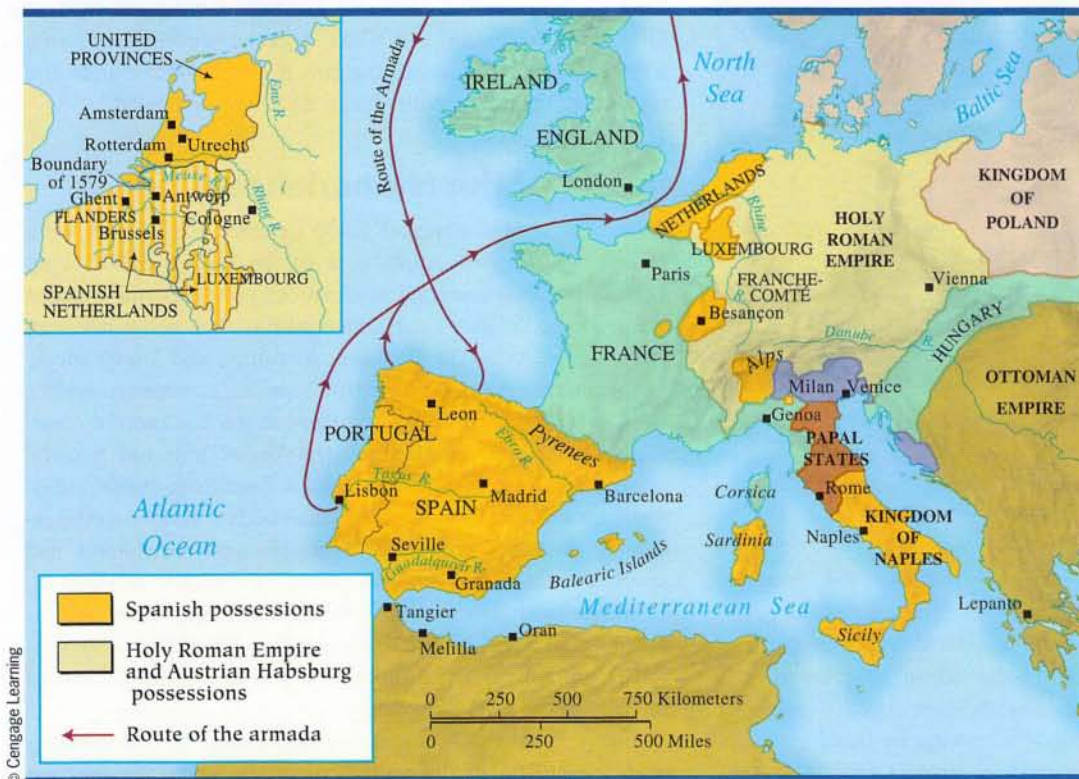 UNITED
PROVINCES
Amsterdam
Utrecht
Rotterdam
Boundary
of 1579
Meuse R.
Ghent
Antwerp
FLANDERS
Cologne
Brussels
LUXEMBOURG
SPANISH
NETHERLANDS
Ems R.
Rhine R.
Route of the Armada
IRELAND
North
Sea
Baltic Sea
ENGLAND
London
NETHERLANDS
Rhine
R.
HOLY
ROMAN
EMPIRE
KINGDOM
OF
POLAND
LUXEMBOURG
Paris
FRANCHE-
COMTÉ
Vienna
Besançon
Danube
R.
HUNGARY
FRANCE
Alps
Milan
Venice
OTTOMAN
EMPIRE
Leon
Genoa
PORTUGAL
Ebro R.
Pyrenees
PAPAL
STATES
Tagus R.
Lisbon
Madrid
Barcelona
Corsica
Rome
SPAIN
Atlantic
Ocean
Naples
KINGDOM
OF
NAPLES
Sardinia
Seville
Guadalquivir R.
Balearic Islands
Granada
Mediterranean Sea
Lepanto
Tangier
Sicily
Melilla
Oran
Spanish possessions
Holy Roman Empire
and Austrian Habsburg
possessions
Route of the armada
0 250 500 750 Kilometers
0 250 500 Miles
© Cengage Learning